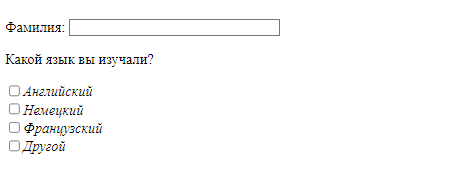 Фамилия:
Какой язык вы изучали?
Английский
Немецкий
Французский
Другой